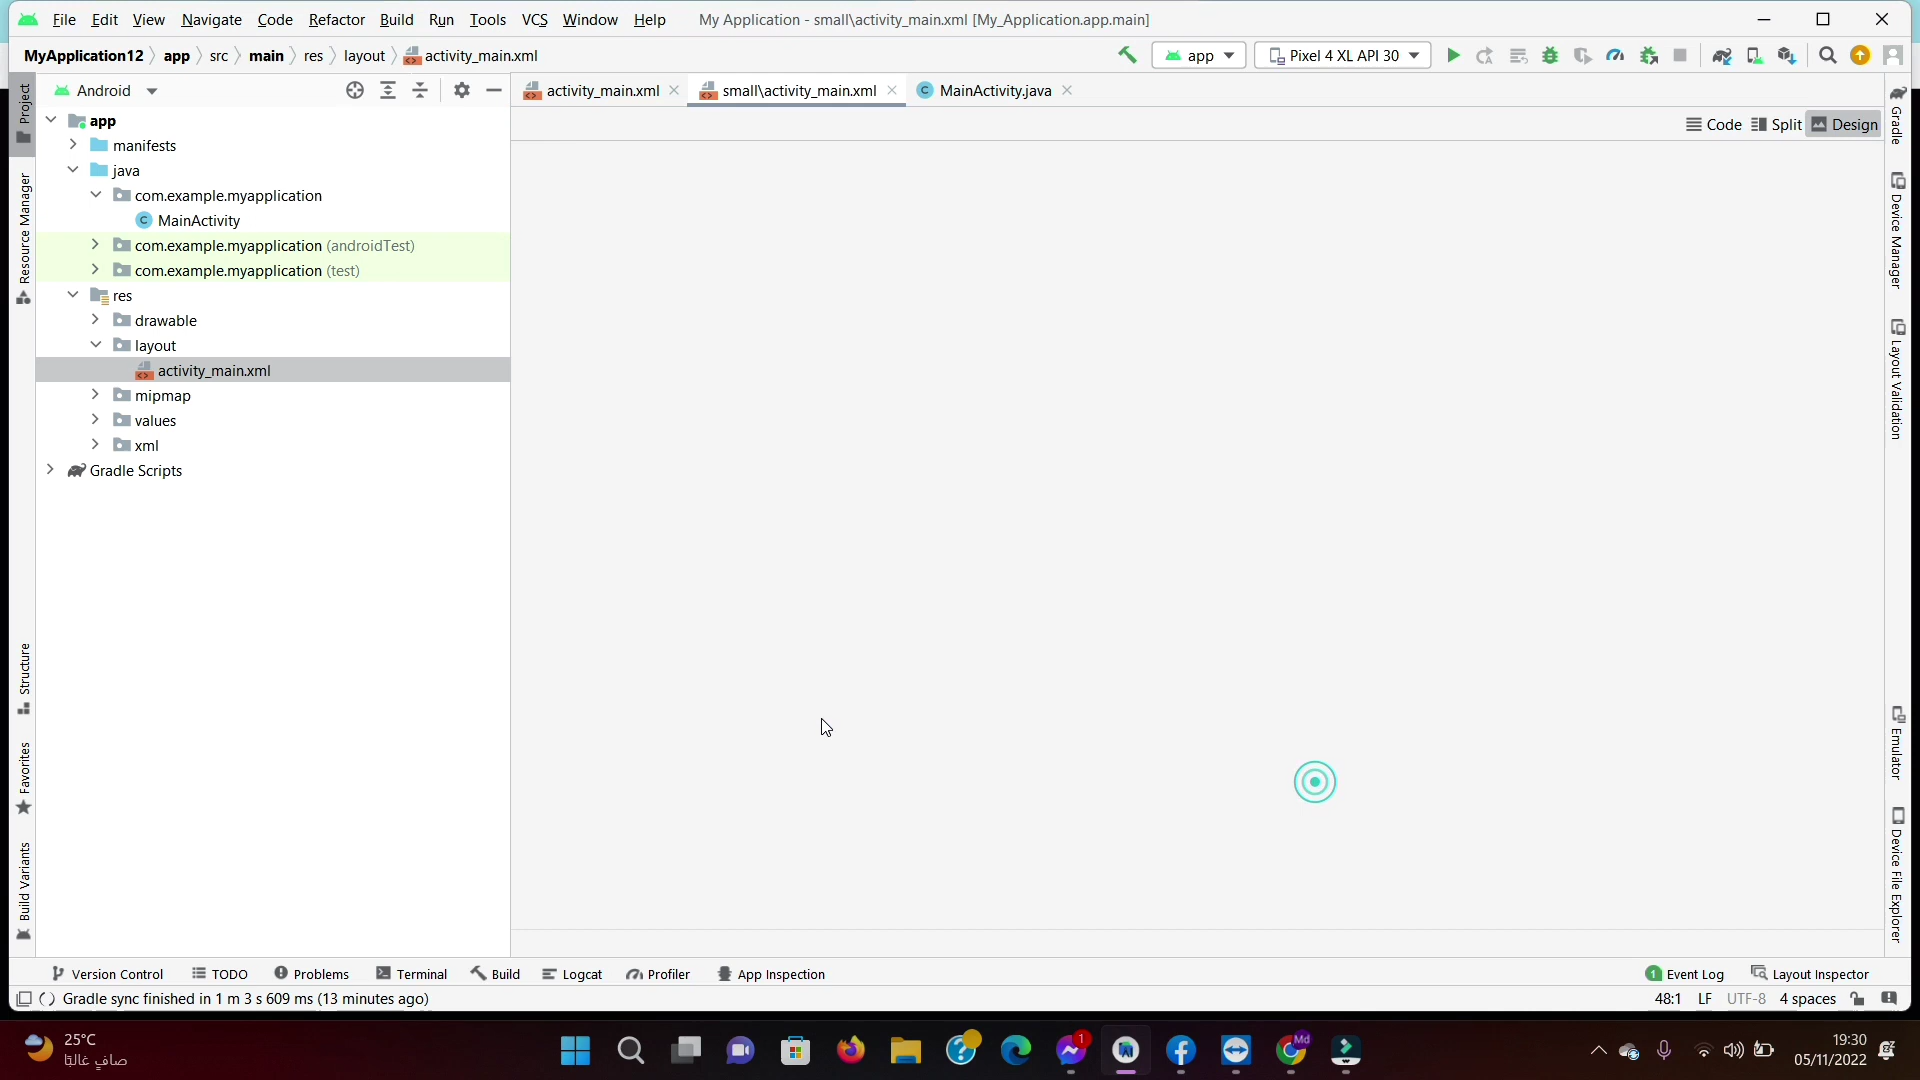 File Edit View Navigate Code Refactor Build Run Tools VCS Window Help My Application - small\activity_main.xml [My_Application.app.main]
MyApplication12 app src main res layout activity_main.xml app Pixel 4 XL API 30
Android activity_main.xml small\activity_main.xml MainActivity.java
Code Split Design
app
manifests
java
com.example.myapplication
MainActivity
com.example.myapplication (androidTest)
com.example.myapplication (test)
res
drawable
layout
activity_main.xml
mipmap
values
xml
Gradle Scripts
Project
Resource Manager
Structure
Favorites
Build Variants
Gradle
Device Manager
Layout Validation
Emulator
Device File Explorer
Version Control TODO Problems Terminal Build Logcat Profiler App Inspection 1 Event Log Layout Inspector
Gradle sync finished in 1 m 3 s 609 ms (13 minutes ago) 48:1 LF UTF-8 4 spaces
25°C
صافٍ غالبًا
1
Md
19:30
05/11/2022